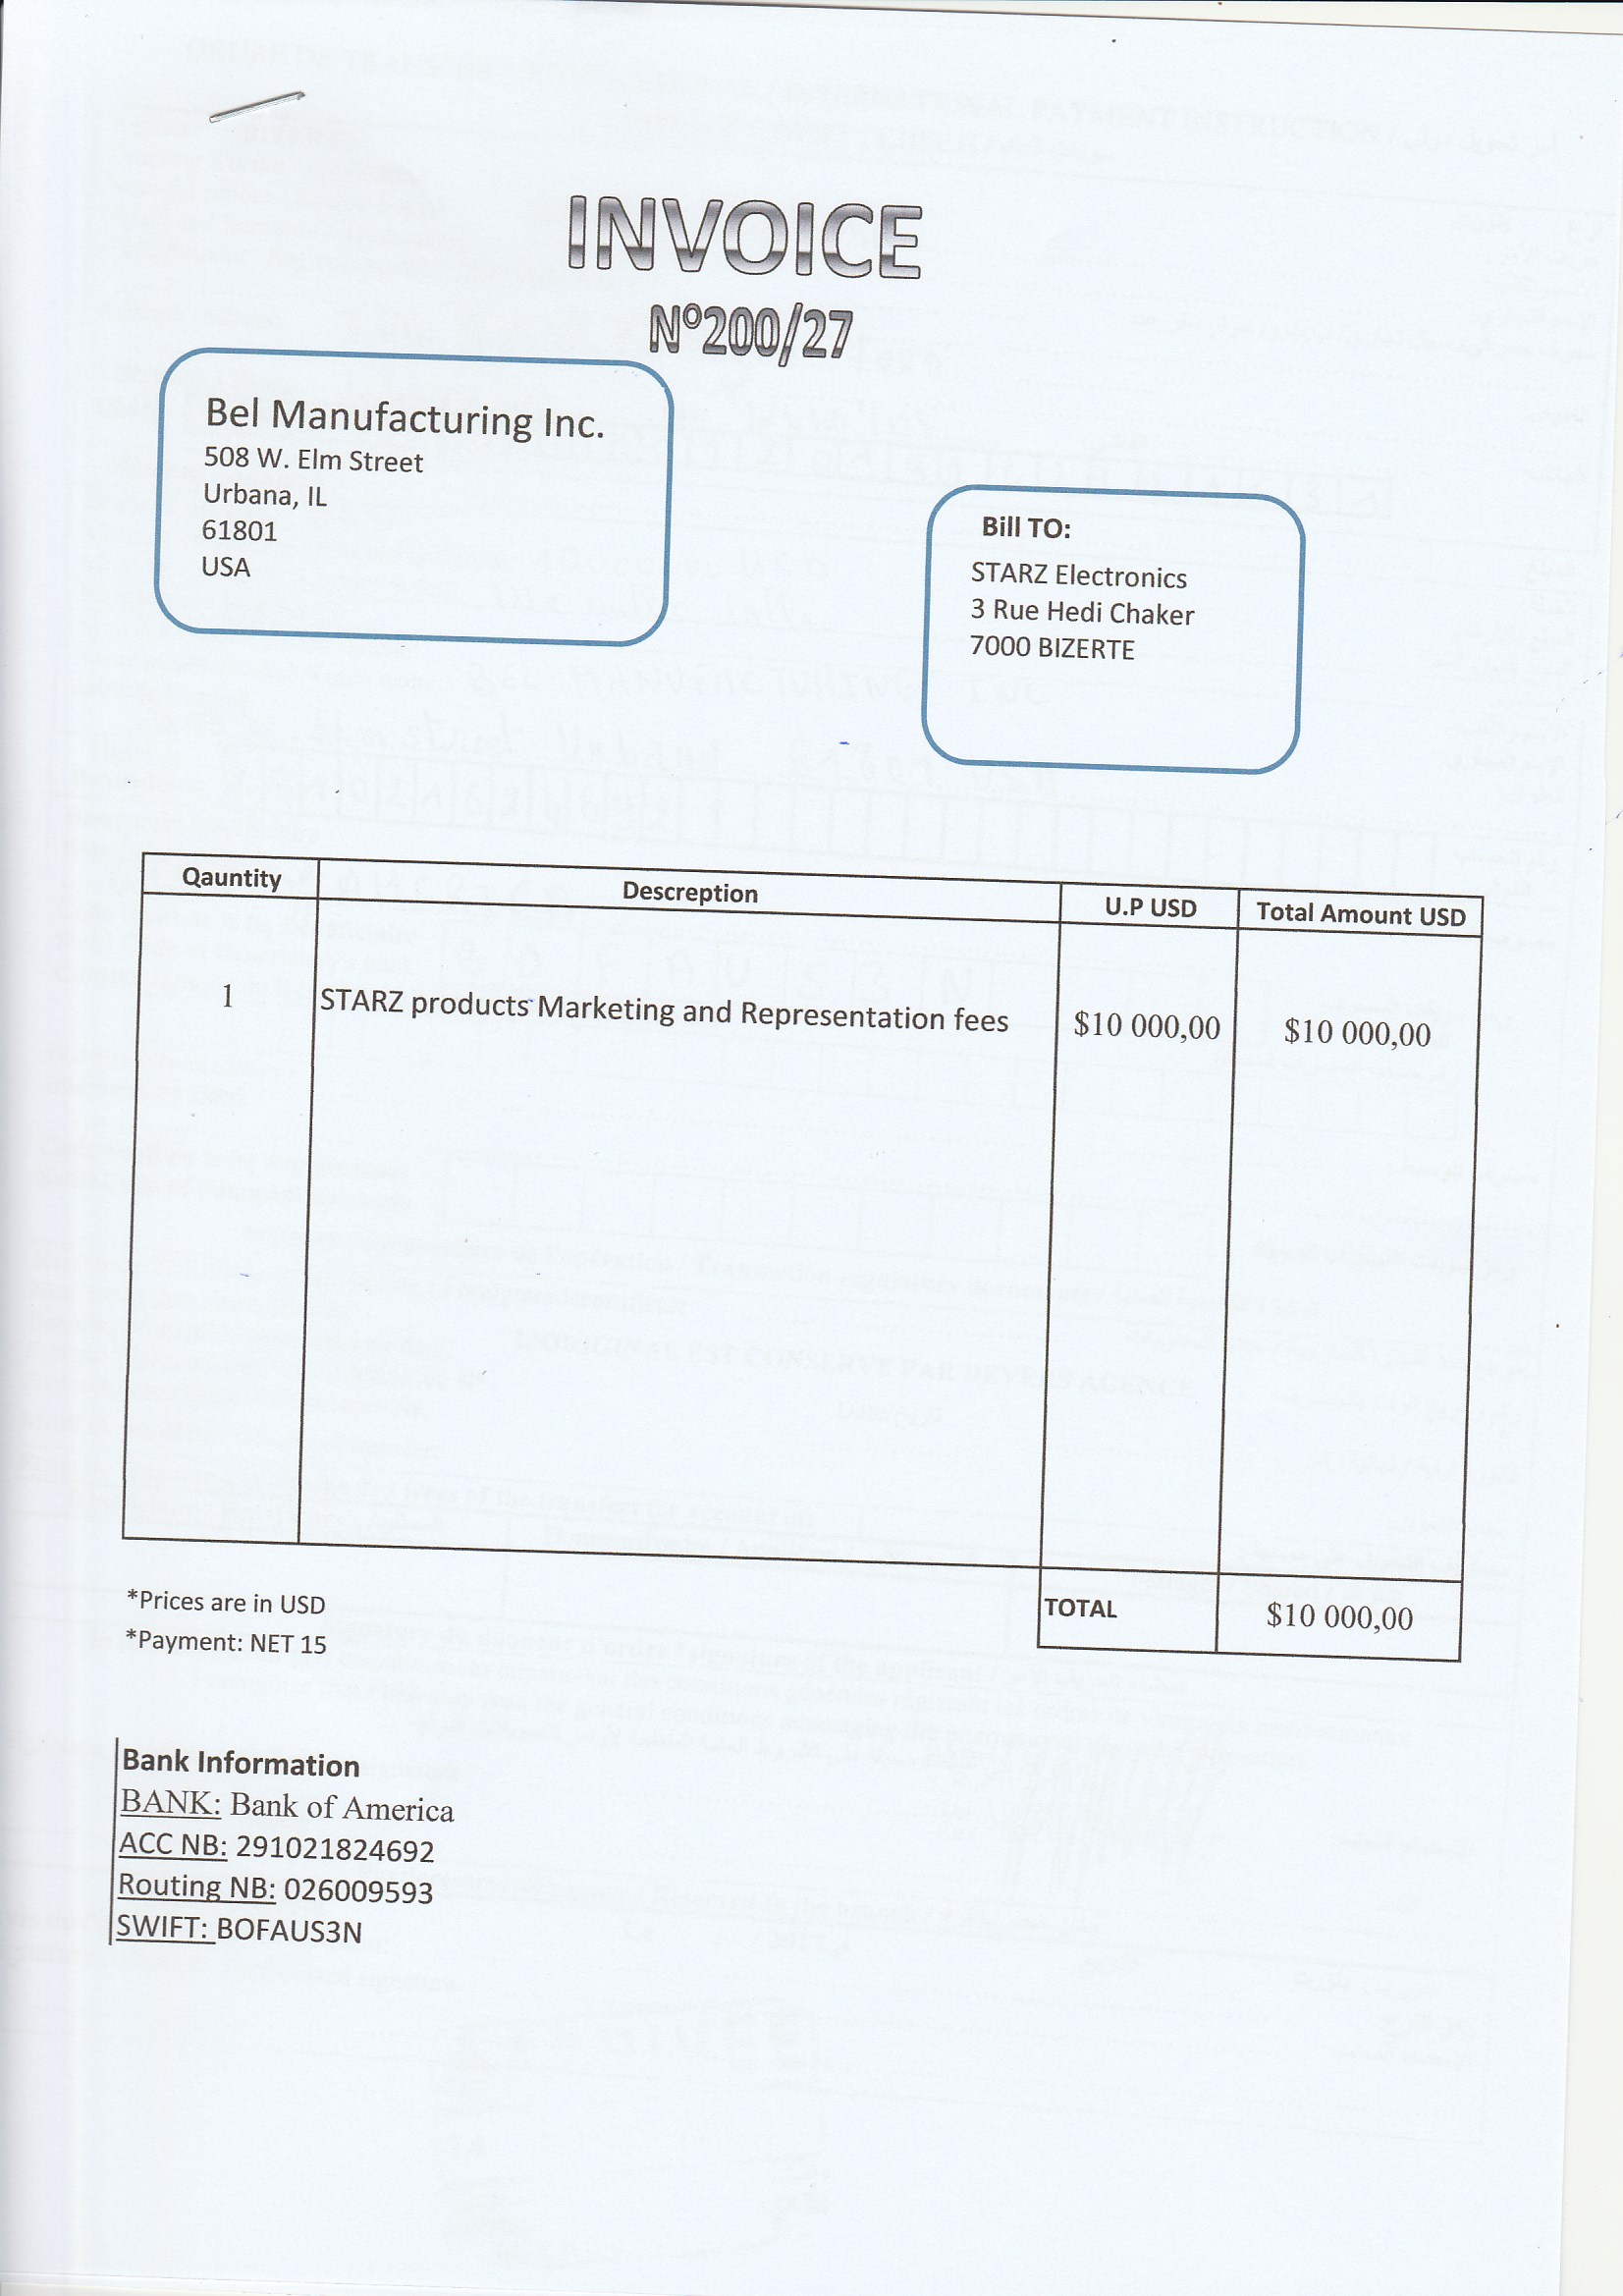 INVOICE
N°200/27
Bel Manufacturing Inc.
508 W. Elm Street
Urbana, IL
61801
USA
Bill TO:
STARZ Electronics
3 Rue Hedi Chaker
7000 BIZERTE
Qauntity Descreption U.P USD Total Amount USD
1 STARZ products Marketing and Representation fees $10 000,00 $10 000,00
TOTAL $10 000,00
*Prices are in USD
*Payment: NET 15
Bank Information
BANK: Bank of America
ACC NB: 291021824692
Routing NB: 026009593
SWIFT: BOFAUS3N